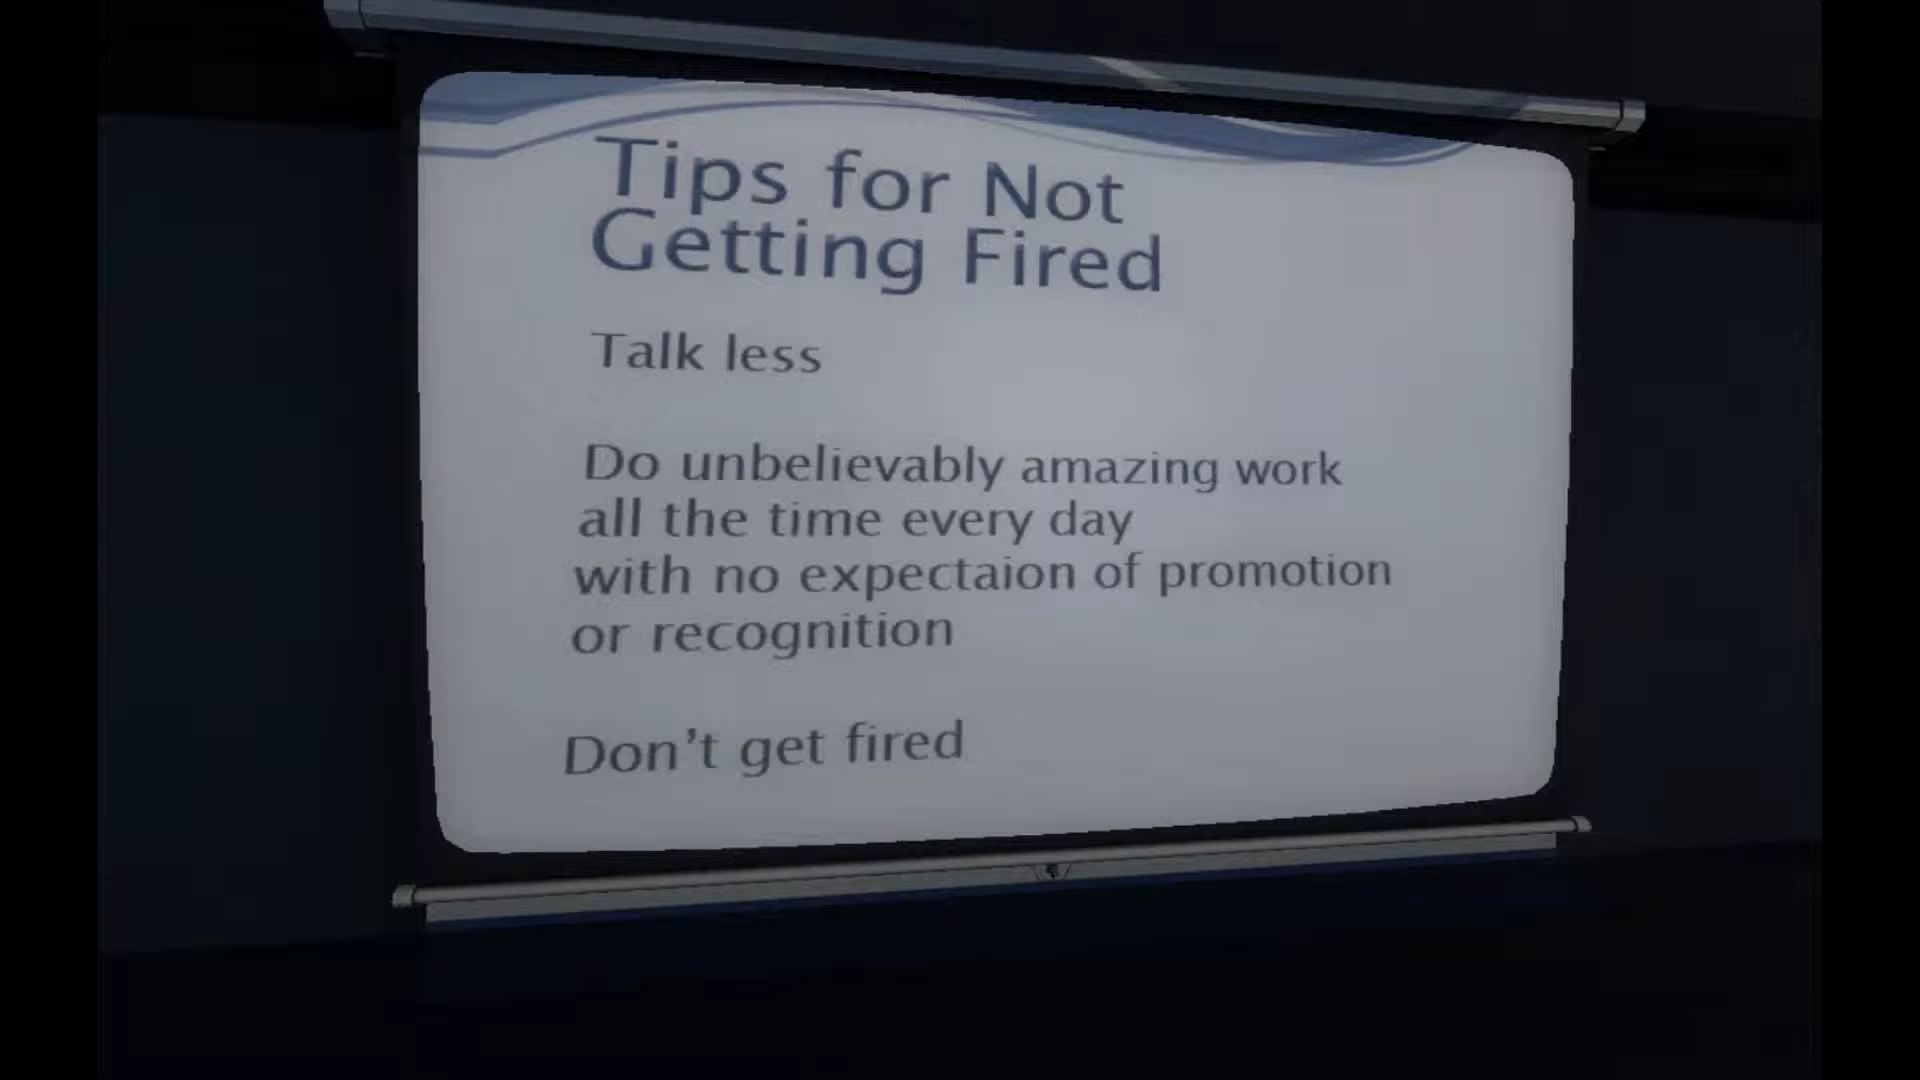 Tips for Not
Getting Fired
Talk less
Do unbelievably amazing work
all the time every day
with no expectaion of promotion
or recognition
Don't get fired